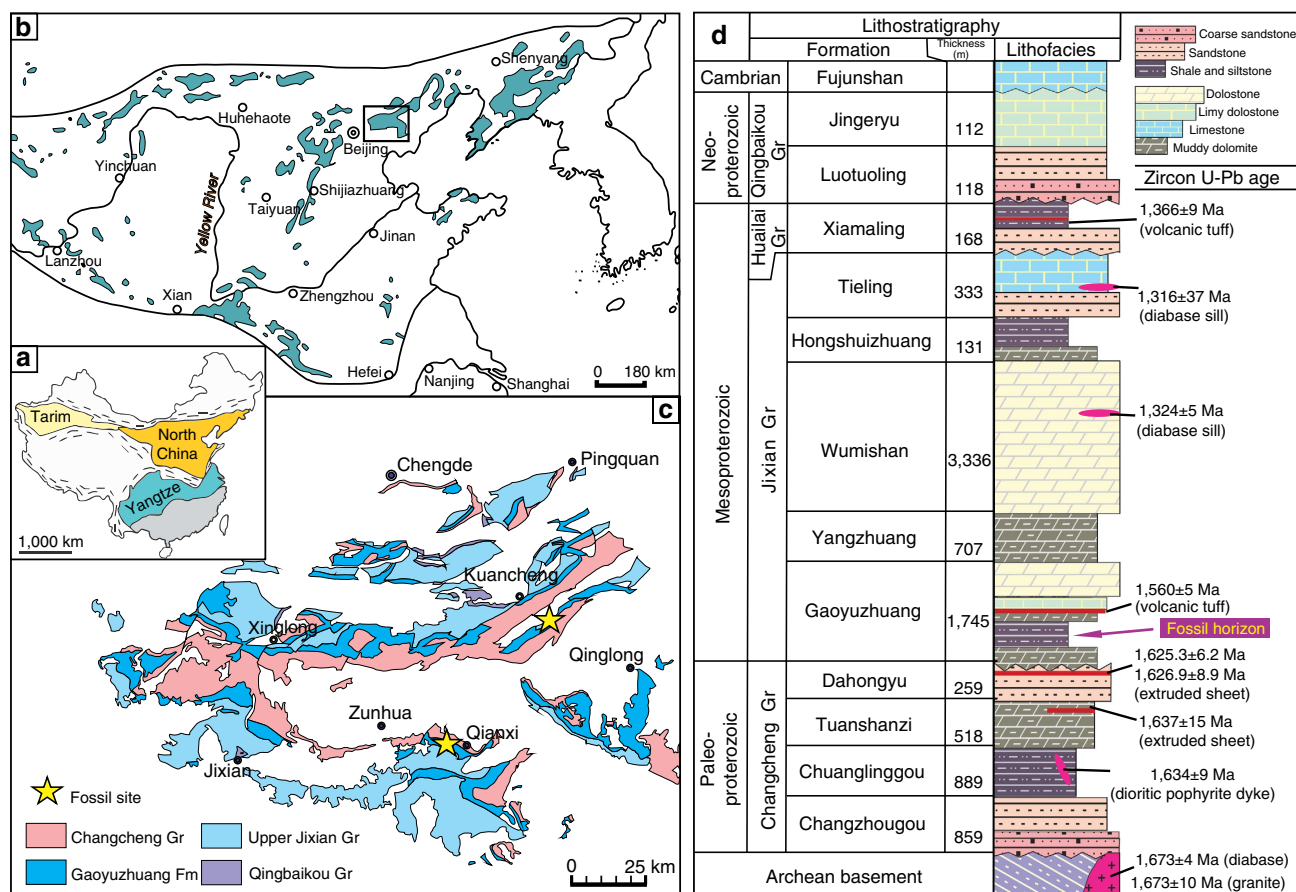 b
Shenyang
Huhehaote
Beijing
Yinchuan
Shijiazhuang
Taiyuan
Yellow River
Jinan
Lanzhou
Xian
Zhengzhou
Hefei
Nanjing
Shanghai
0 180 km
a
Tarim
North
China
Yangtze
1,000 km
c
Chengde
Pingquan
Kuancheng
Xinglong
Qinglong
Zunhua
Qianxi
Jixian
Fossil site
Changcheng Gr
Upper Jixian Gr
Gaoyuzhuang Fm
Qingbaikou Gr
0 25 km
d
Lithostratigraphy
Formation
Thickness
(m)
Lithofacies
Coarse sandstone
Sandstone
Shale and siltstone
Dolostone
Limy dolostone
Limestone
Muddy dolomite
Zircon U-Pb age
Cambrian
Fujunshan
Neo-
proterozoic
Qingbaikou
Gr
Jingeryu
112
Luotuoling
118
Mesoproterozoic
Huailai
Gr
Xiamaling
168
1,366±9 Ma
(volcanic tuff)
Jixian Gr
Tieling
333
1,316±37 Ma
(diabase sill)
Hongshuizhuang
131
Wumishan
3,336
1,324±5 Ma
(diabase sill)
Yangzhuang
707
Gaoyuzhuang
1,745
1,560±5 Ma
(volcanic tuff)
Fossil horizon
Paleo-
proterozoic
Changcheng Gr
Dahongyu
259
1,625.3±6.2 Ma
1,626.9±8.9 Ma
(extruded sheet)
Tuanshanzi
518
1,637±15 Ma
(extruded sheet)
Chuanglinggou
889
1,634±9 Ma
(dioritic pophyrite dyke)
Changzhougou
859
Archean basement
1,673±4 Ma (diabase)
1,673±10 Ma (granite)